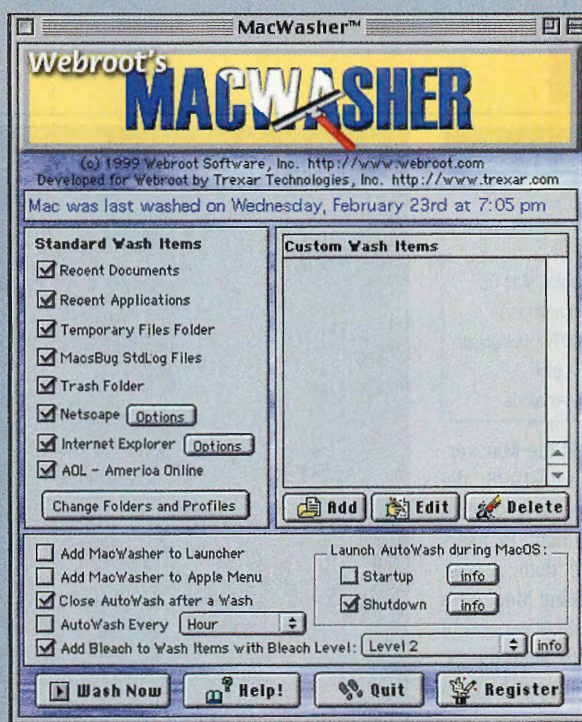 MacWasher™
Webroot's
MACWASHER
(c) 1999 Webroot Software, Inc. http://www.webroot.com
Developed for Webroot by Trexar Technologies, Inc. http://www.trexar.com
Mac was last washed on Wednesday, February 23rd at 7:05 pm
Standard Wash Items
Recent Documents
Recent Applications
Temporary Files Folder
MacsBug StdLog Files
Trash Folder
Netscape Options
Internet Explorer Options
AOL - America Online
Change Folders and Profiles
Custom Wash Items
Add Edit Delete
Add MacWasher to Launcher
Add MacWasher to Apple Menu
Close AutoWash after a Wash
AutoWash Every Hour
Add Bleach to Wash Items with Bleach Level: Level 2 info
Launch AutoWash during MacOS:
Startup info
Shutdown info
Wash Now Help! Quit Register